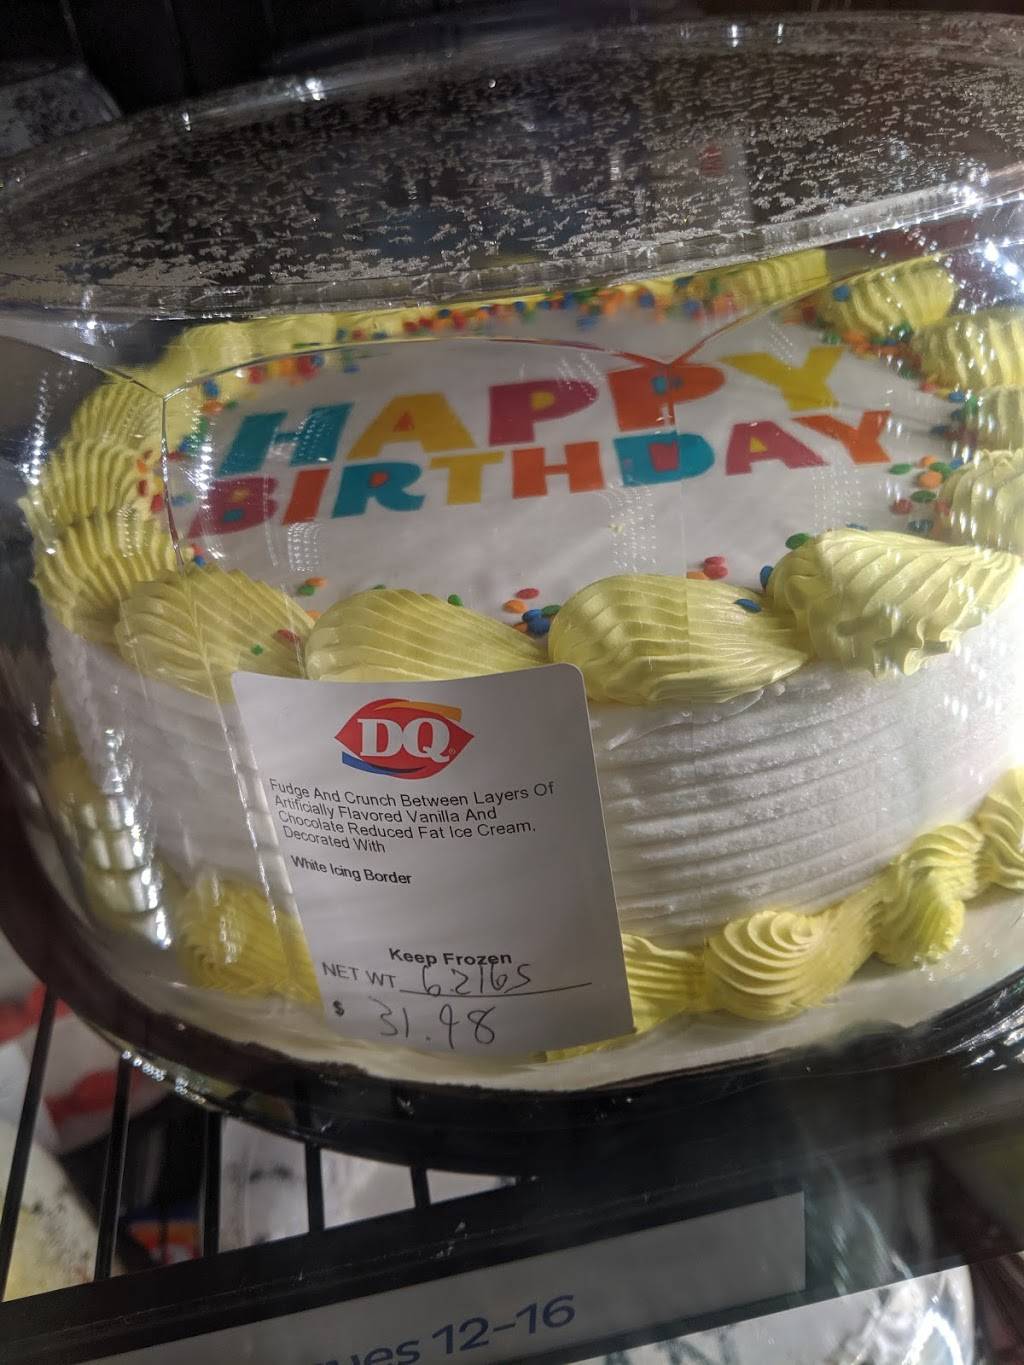 HAPPY
BIRTHDAY
DQ®
Fudge And Crunch Between Layers Of
Artificially Flavored Vanilla And
Chocolate Reduced Fat Ice Cream,
Decorated With
White Icing Border
Keep Frozen
NET WT 6.2lbs
$ 31.98
12-16